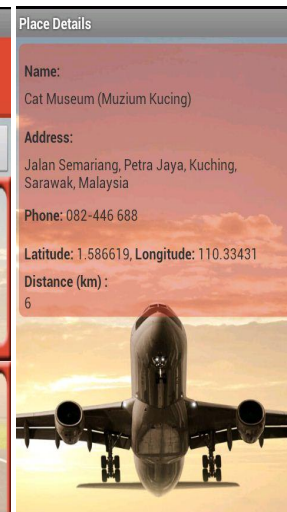 Place Details
Name:
Cat Museum (Muzium Kucing)
Address:
Jalan Semariang, Petra Jaya, Kuching,
Sarawak, Malaysia
Phone: 082-446 688
Latitude: 1.586619, Longitude: 110.33431
Distance (km) :
6